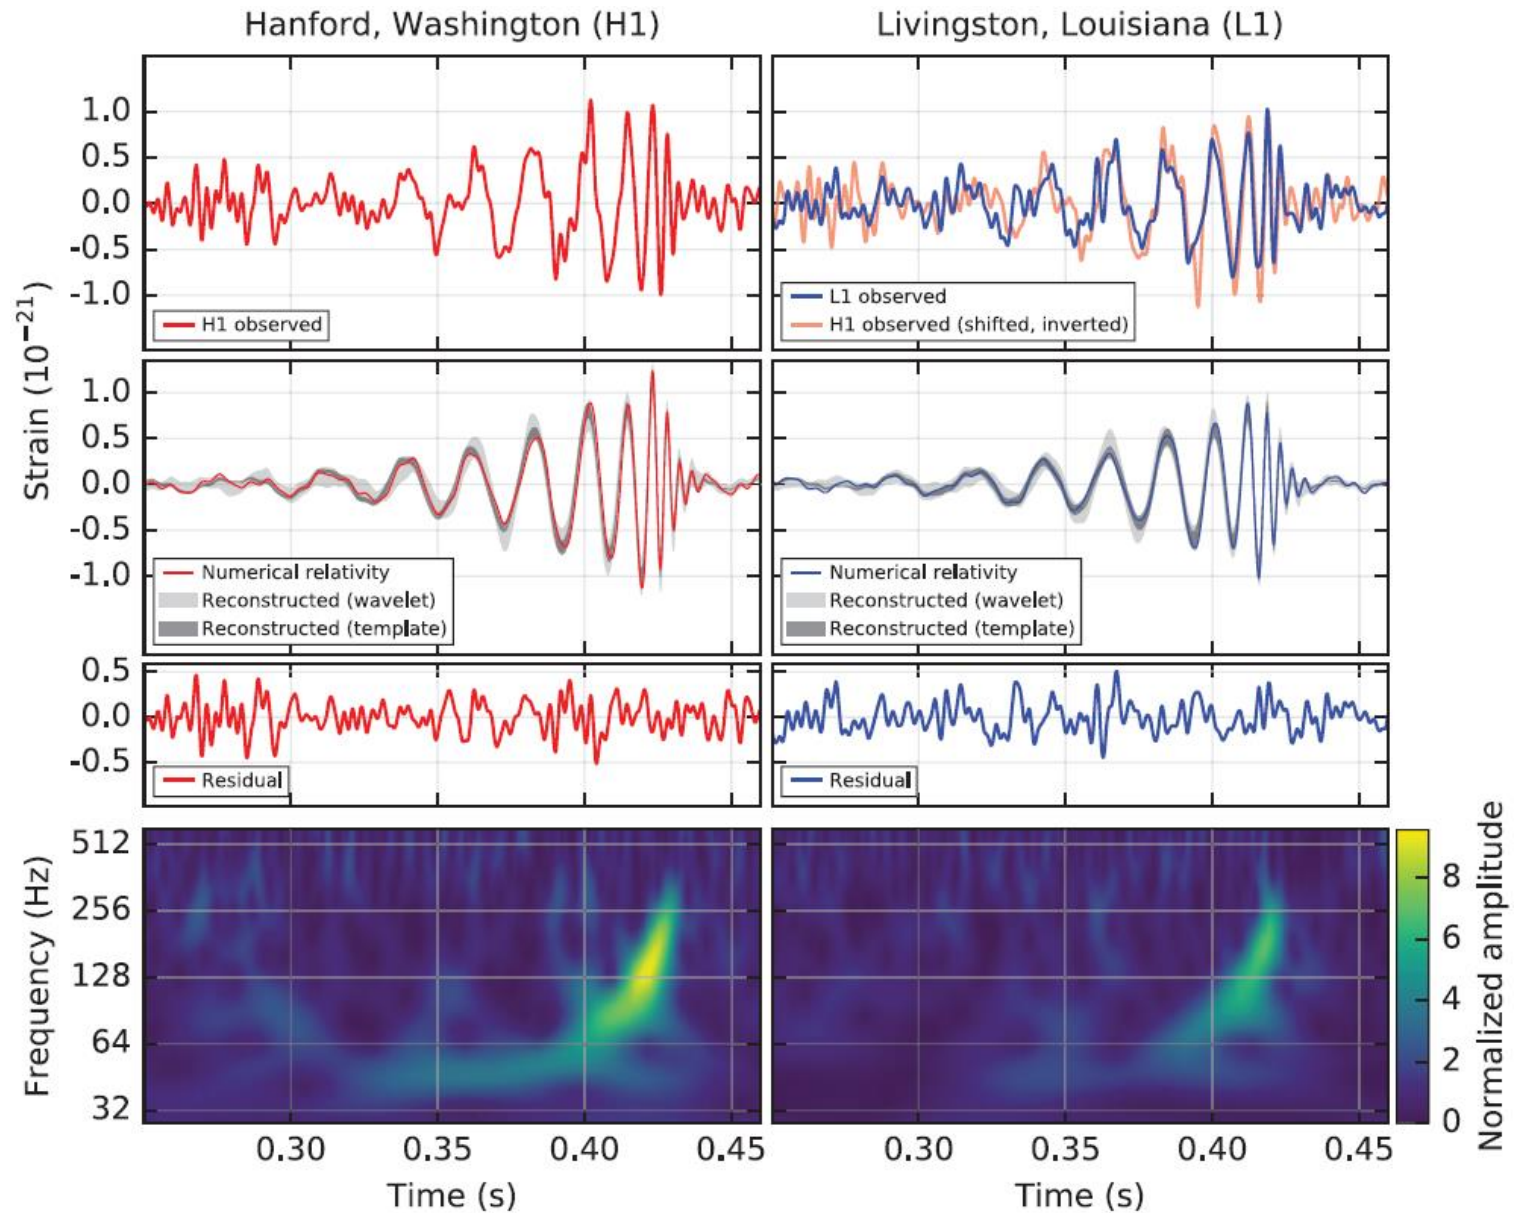 Hanford, Washington (H1)
Livingston, Louisiana (L1)
Strain (10⁻²¹)
1.0
0.5
0.0
-0.5
-1.0
H1 observed
L1 observed
H1 observed (shifted, inverted)
1.0
0.5
0.0
-0.5
-1.0
Numerical relativity
Reconstructed (wavelet)
Reconstructed (template)
Numerical relativity
Reconstructed (wavelet)
Reconstructed (template)
0.5
0.0
-0.5
Residual
Residual
Frequency (Hz)
512
256
128
64
32
Normalized amplitude
8
6
4
2
0
0.30
0.35
0.40
0.45
0.30
0.35
0.40
0.45
Time (s)
Time (s)